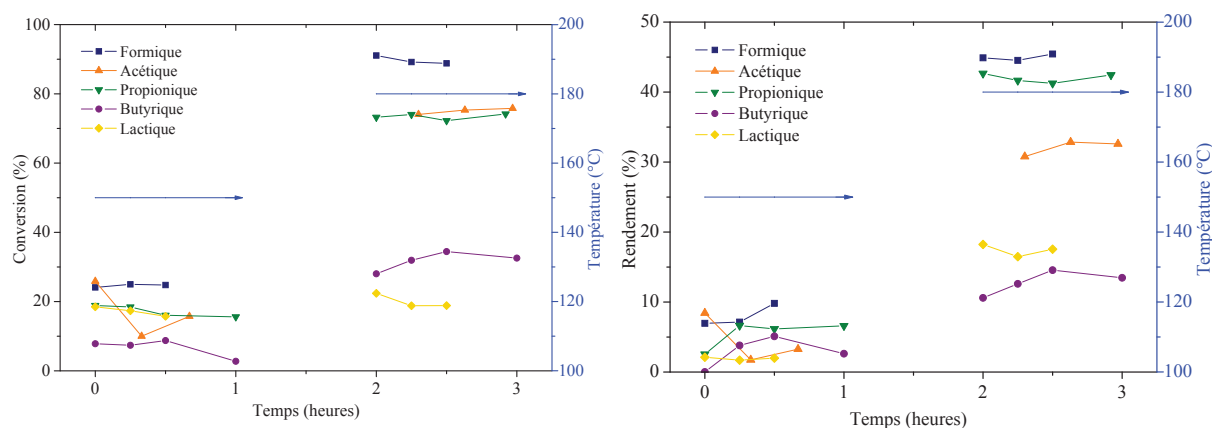 100
80
60
40
20
0
Conversion (%)
Formique
Acétique
Propionique
Butyrique
Lactique
200
180
160
140
120
100
Température (°C)
0
1
2
3
Temps (heures)
50
40
30
20
10
0
Rendement (%)
Formique
Acétique
Propionique
Butyrique
Lactique
200
180
160
140
120
100
Température (°C)
0
1
2
3
Temps (heures)